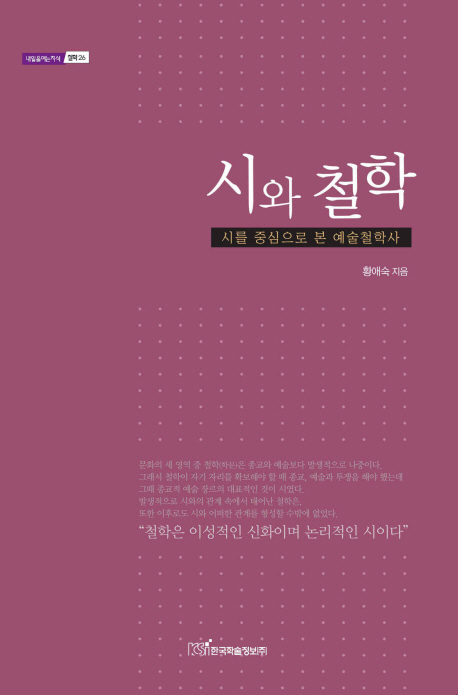 내일을여는지식 철학 26
시와 철학
시를 중심으로 본 예술철학사
황애숙 지음
문화의 세 영역 중 철학(학문)은 종교와 예술보다 발생적으로 나중이다.
그래서 철학이 자기 자리를 확보해야 할 때 종교, 예술과 투쟁을 해야 했는데
그때 종교적 예술 장르의 대표적인 것이 시였다.
발생적으로 시와의 관계 속에서 태어난 철학은,
또한 이후로도 시와 어떠한 관계를 형성할 수밖에 없었다.
“철학은 이성적인 신화이며 논리적인 시이다”
한국학술정보(주)